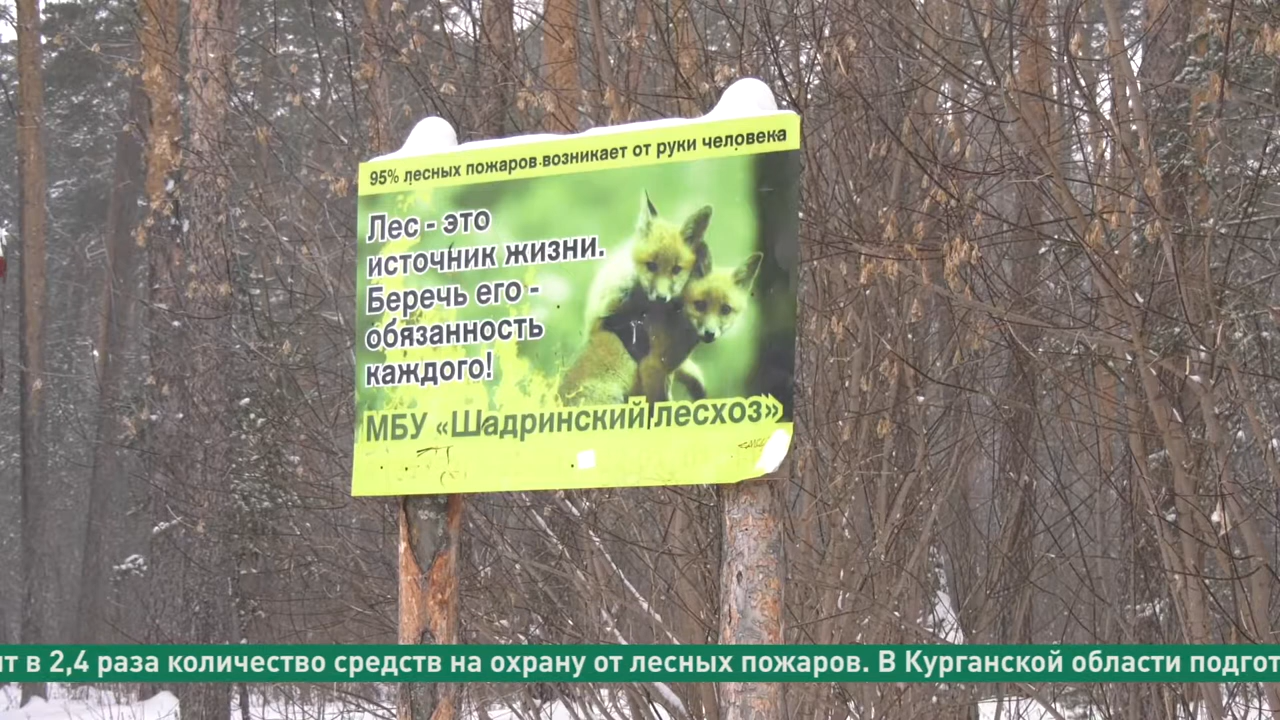 95% лесных пожаров возникает от руки человека
Лес - это
источник жизни.
Беречь его -
обязанность
каждого!
МБУ «Шадринский лесхоз»
в 2,4 раза количество средств на охрану от лесных пожаров. В Курганской области